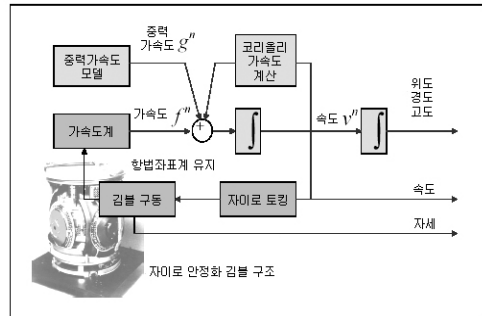 중력
가속도 gⁿ
중력가속도
모델
코리올리
가속도
계산
위도
경도
고도
가속도계
가속도 fⁿ
+
∫
속도 vⁿ
∫
항법좌표계 유지
김블 구동
자이로 토킹
속도
자세
자이로 안정화 김블 구조